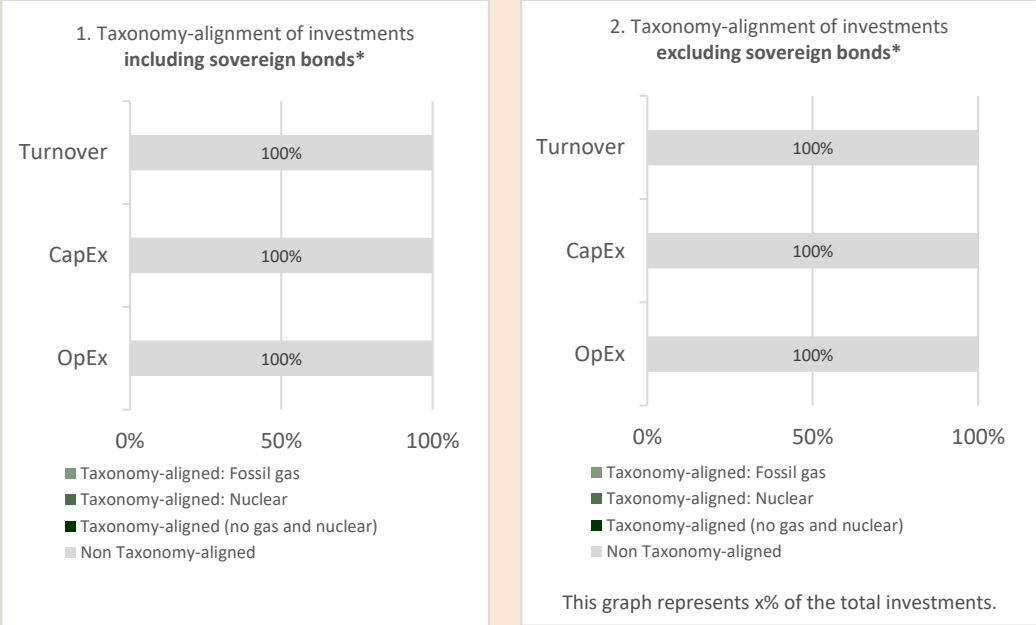 1. Taxonomy-alignment of investments
including sovereign bonds*
Turnover
100%
CapEx
100%
OpEx
100%
0% 50% 100%
Taxonomy-aligned: Fossil gas
Taxonomy-aligned: Nuclear
Taxonomy-aligned (no gas and nuclear)
Non Taxonomy-aligned
2. Taxonomy-alignment of investments
excluding sovereign bonds*
Turnover
100%
CapEx
100%
OpEx
100%
0% 50% 100%
Taxonomy-aligned: Fossil gas
Taxonomy-aligned: Nuclear
Taxonomy-aligned (no gas and nuclear)
Non Taxonomy-aligned
This graph represents x% of the total investments.